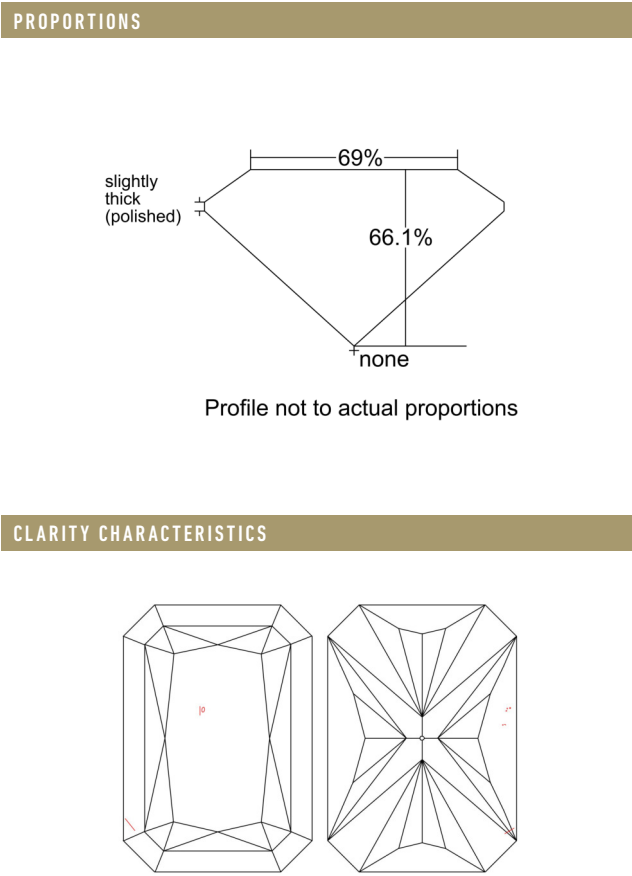 PROPORTIONS
69%
slightly
thick
(polished)
66.1%
none
Profile not to actual proportions
CLARITY CHARACTERISTICS